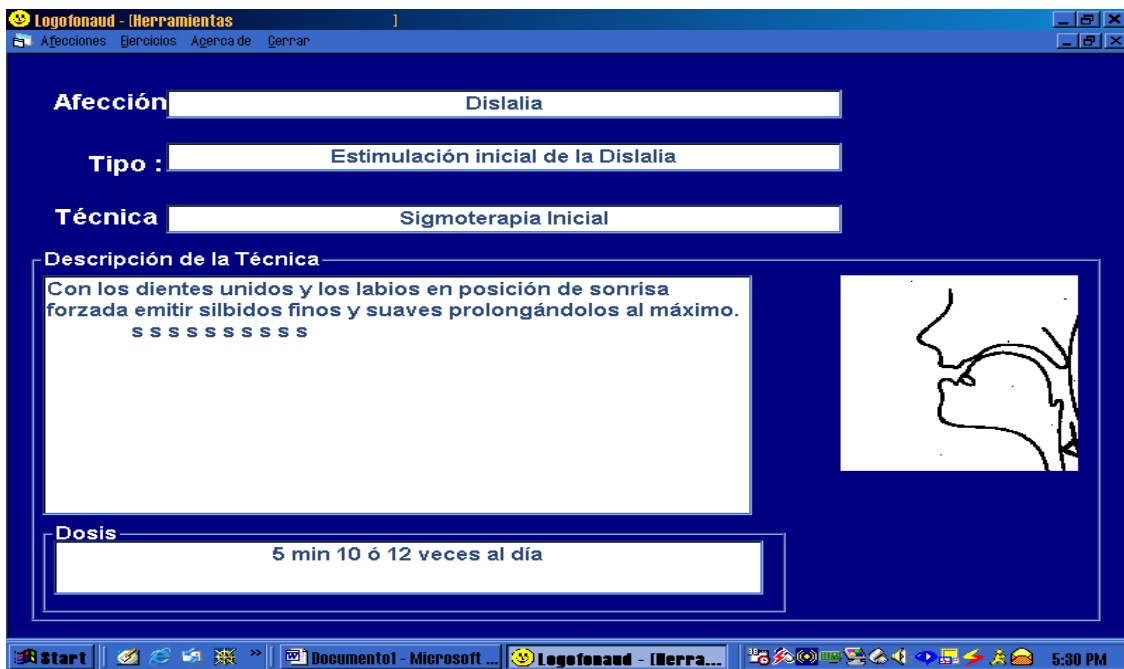 Logofonaud - [Herramientas ]
Afecciones Ejercicios Agerca de Cerrar
Afección Dislalia
Tipo : Estimulación inicial de la Dislalia
Técnica Sigmoterapia Inicial
Descripción de la Técnica
Con los dientes unidos y los labios en posición de sonrisa
forzada emitir silbidos finos y suaves prolongándolos al máximo.
s s s s s s s s s s
Dosis
5 min 10 ó 12 veces al día
Start » Documento1 - Microsoft ... Logofonaud - [Herra... 5:30 PM